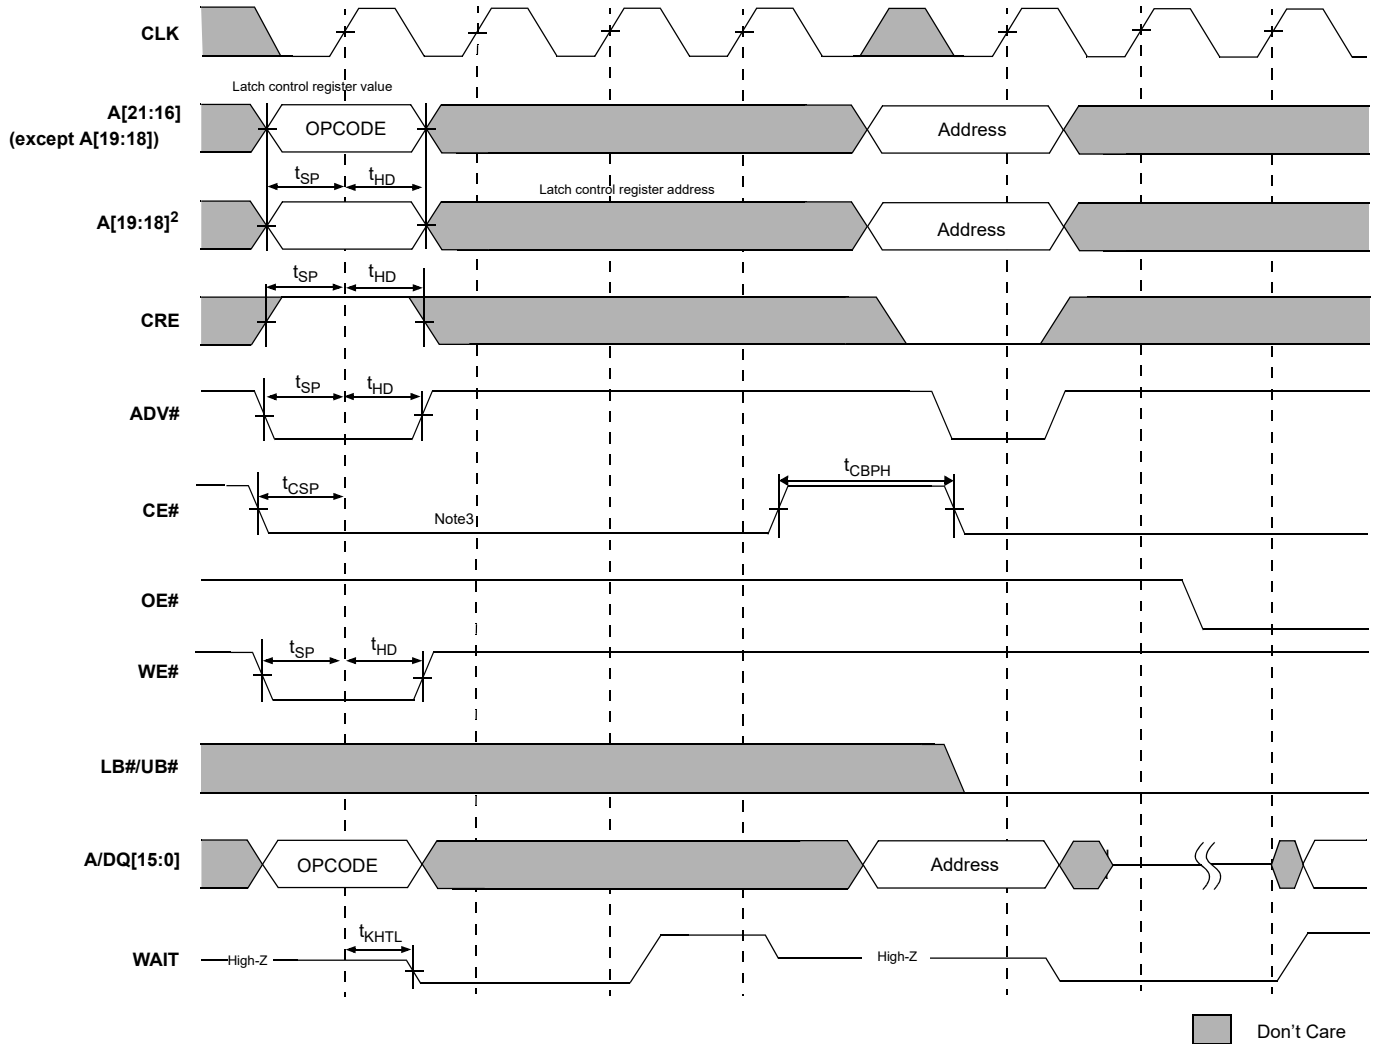 CLK
Latch control register value
A[21:16]
(except A[19:18])
OPCODE
Address
tSP
tHD
Latch control register address
A[19:18]2
Address
tSP
tHD
CRE
tSP
tHD
ADV#
tCBPH
tCSP
CE#
Note3
OE#
tSP
tHD
WE#
LB#/UB#
A/DQ[15:0]
OPCODE
Address
tKHTL
WAIT
High-Z
High-Z
Don't Care